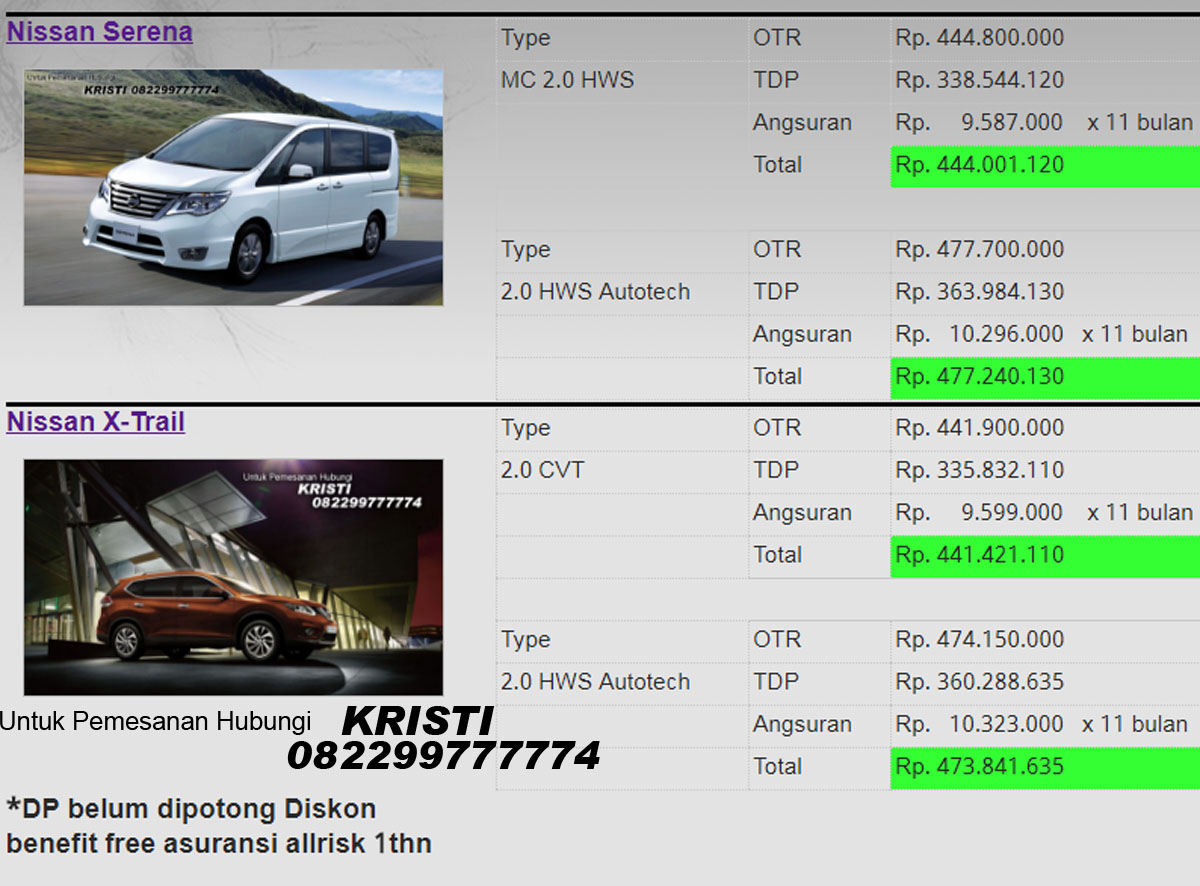 Nissan Serena
Untuk Pemesanan Hubungi
KRISTI 082299777774
Type OTR Rp. 444.800.000
MC 2.0 HWS TDP Rp. 338.544.120
Angsuran Rp. 9.587.000 x 11 bulan
Total Rp. 444.001.120
Type OTR Rp. 477.700.000
2.0 HWS Autotech TDP Rp. 363.984.130
Angsuran Rp. 10.296.000 x 11 bulan
Total Rp. 477.240.130
Nissan X-Trail
Untuk Pemesanan Hubungi
KRISTI
082299777774
Type OTR Rp. 441.900.000
2.0 CVT TDP Rp. 335.832.110
Angsuran Rp. 9.599.000 x 11 bulan
Total Rp. 441.421.110
Type OTR Rp. 474.150.000
2.0 HWS Autotech TDP Rp. 360.288.635
Angsuran Rp. 10.323.000 x 11 bulan
Total Rp. 473.841.635
Untuk Pemesanan Hubungi KRISTI
082299777774
*DP belum dipotong Diskon
benefit free asuransi allrisk 1thn